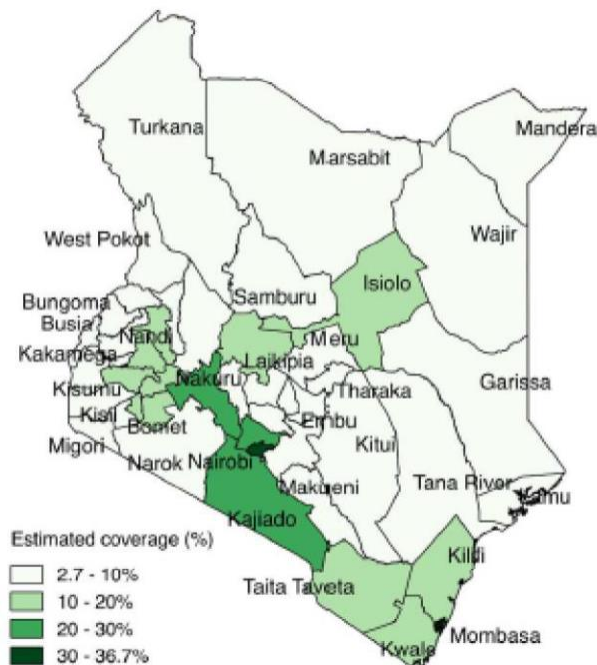 Turkana
Mandera
Marsabit
West Pokot
Wajir
Isiolo
Samburu
Bungoma
Busia
Nandi
Meru
Kakamega
Laikipia
Nakuru
Garissa
Kisumu
Tharaka
Kisii
Embu
Bomet
Kitui
Migori
Narok
Nairobi
Makueni
Tana River
Lamu
Kajiado
Estimated coverage (%)
Kilifi
2.7 - 10%
Taita Taveta
10 - 20%
20 - 30%
Mombasa
Kwale
30 - 36.7%